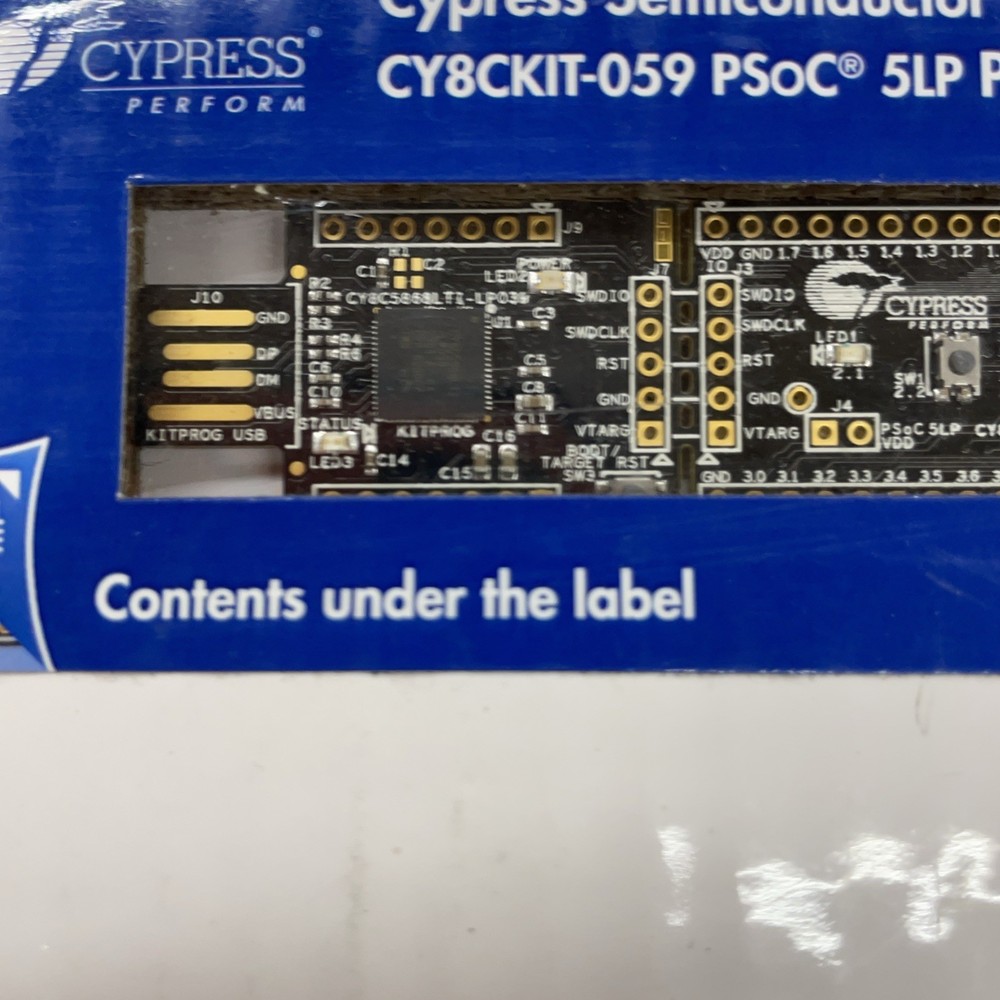 Cypress Semiconductor
CYPRESS®
PERFORM
CY8CKIT-059 PSoC® 5LP P
J9
VDD GND 1.7 1.6 1.5 1.4 1.3 1.2 1.
C1
C2
POWER
LED2
J7
J3
R2
CY8C5868LTI-LP039
SWDIO
SWDIO
CYPRESS
PERFORM
J10
GND
R3
U1
C3
SWDCLK
SWDCLK
LED1
2.1
DP
R4
RST
RST
DM
C6
C5
SW1
2.2
C10
C8
GND
GND
VBUS
C11
J4
KITPROG USB
STATUS
KITPROG
C16
VTARG
VTARG
PSoC 5LP
VDD
CY8
LED3
C14
C15
BOOT/
TARGET RST
SW3
GND 3.0 3.1 3.2 3.3 3.4 3.5 3.6 3
Contents under the label